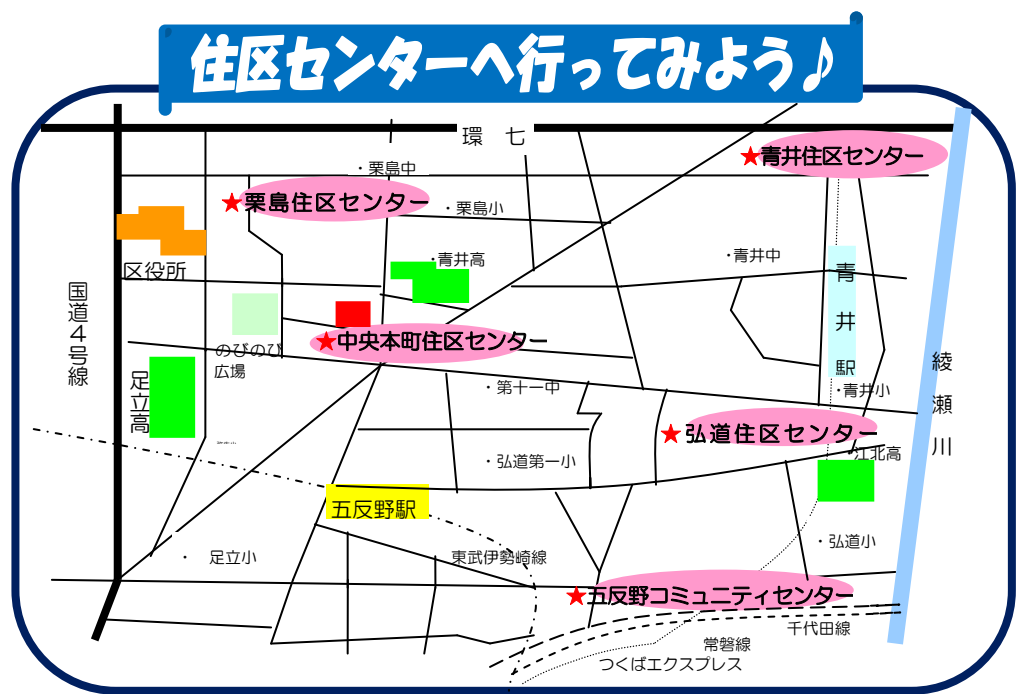 住区センターへ行ってみよう♪
環　七
★青井住区センター
・栗島中
★栗島住区センター
・栗島小
・青井高
・青井中
区役所
青井駅
国道４号線
のびのび
広場
★中央本町住区センター
足立高
・第十一中
・青井小
綾瀬川
★弘道住区センター
・弘道第一小
江北高
五反野駅
・弘道小
・　足立小
東武伊勢崎線
★五反野コミュニティセンター
千代田線
常磐線
つくばエクスプレス